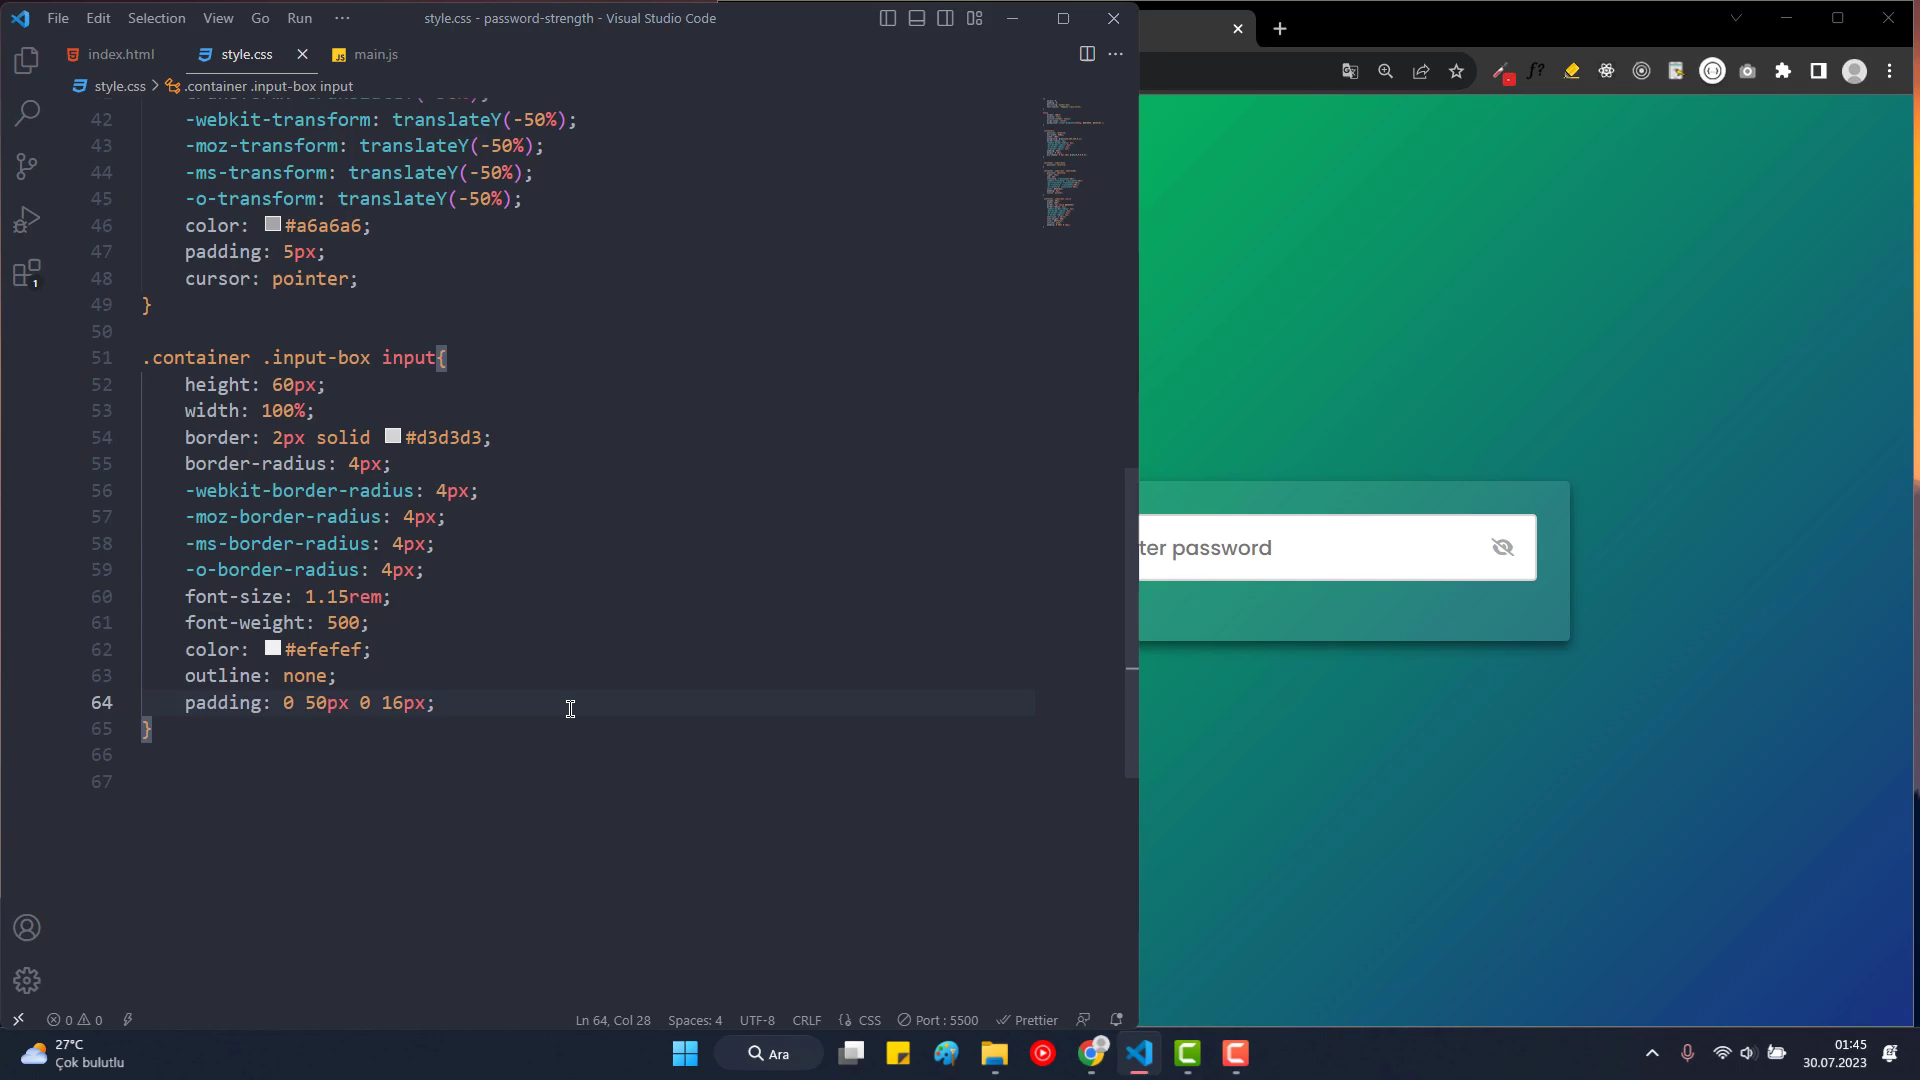 File Edit Selection View Go Run ···
style.css - password-strength - Visual Studio Code
index.html
style.css
main.js
style.css > .container .input-box input
42 -webkit-transform: translateY(-50%);
43 -moz-transform: translateY(-50%);
44 -ms-transform: translateY(-50%);
45 -o-transform: translateY(-50%);
46 color: #a6a6a6;
47 padding: 5px;
48 cursor: pointer;
49 }
50
51 .container .input-box input{
52 height: 60px;
53 width: 100%;
54 border: 2px solid #d3d3d3;
55 border-radius: 4px;
56 -webkit-border-radius: 4px;
57 -moz-border-radius: 4px;
58 -ms-border-radius: 4px;
59 -o-border-radius: 4px;
60 font-size: 1.15rem;
61 font-weight: 500;
62 color: #efefef;
63 outline: none;
64 padding: 0 50px 0 16px;
65 }
66
67
1
ter password
0 0
Ln 64, Col 28
Spaces: 4
UTF-8
CRLF
CSS
Port : 5500
Prettier
27°C
Çok bulutlu
Ara
01:45
30.07.2023